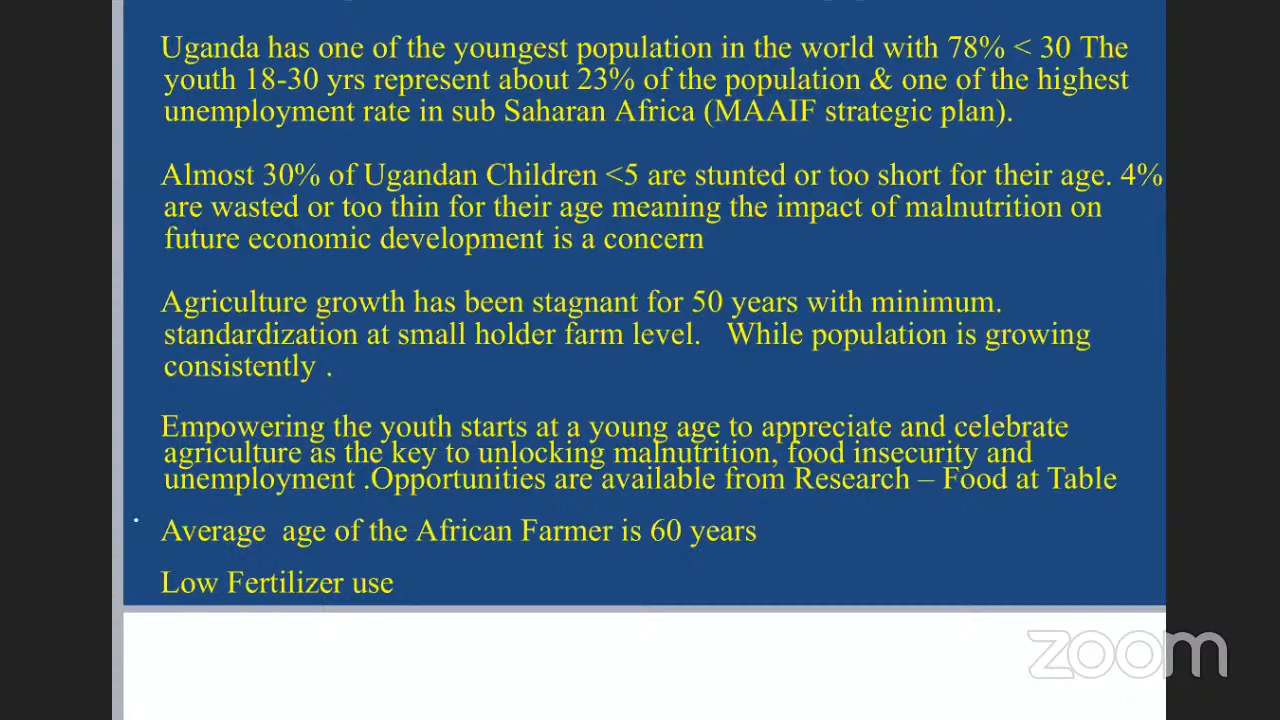 Uganda has one of the youngest population in the world with 78% < 30 The
youth 18-30 yrs represent about 23% of the population & one of the highest
unemployment rate in sub Saharan Africa (MAAIF strategic plan).
Almost 30% of Ugandan Children <5 are stunted or too short for their age. 4%
are wasted or too thin for their age meaning the impact of malnutrition on
future economic development is a concern
Agriculture growth has been stagnant for 50 years with minimum.
standardization at small holder farm level.   While population is growing
consistently .
Empowering the youth starts at a young age to appreciate and celebrate
agriculture as the key to unlocking malnutrition, food insecurity and
unemployment .Opportunities are available from Research – Food at Table
Average  age of the African Farmer is 60 years
Low Fertilizer use
zoom